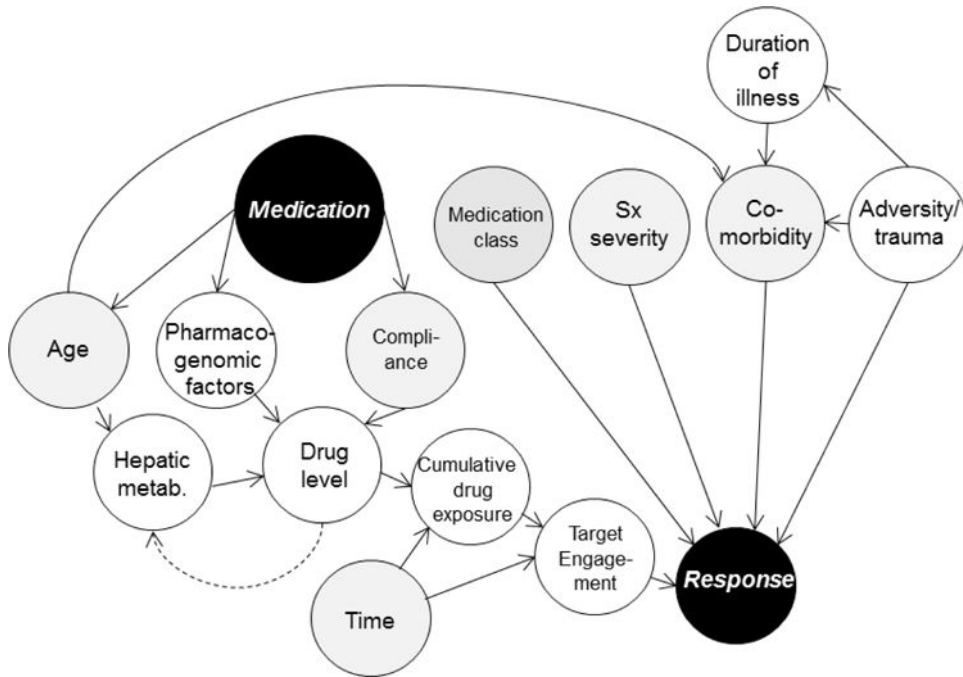 Duration
of
illness
Medication
Medication
class
Sx
severity
Co-
morbidity
Adversity/
trauma
Age
Pharmaco-
genomic
factors
Compli-
ance
Hepatic
metab.
Drug
level
Cumulative
drug
exposure
Target
Engage-
ment
Response
Time